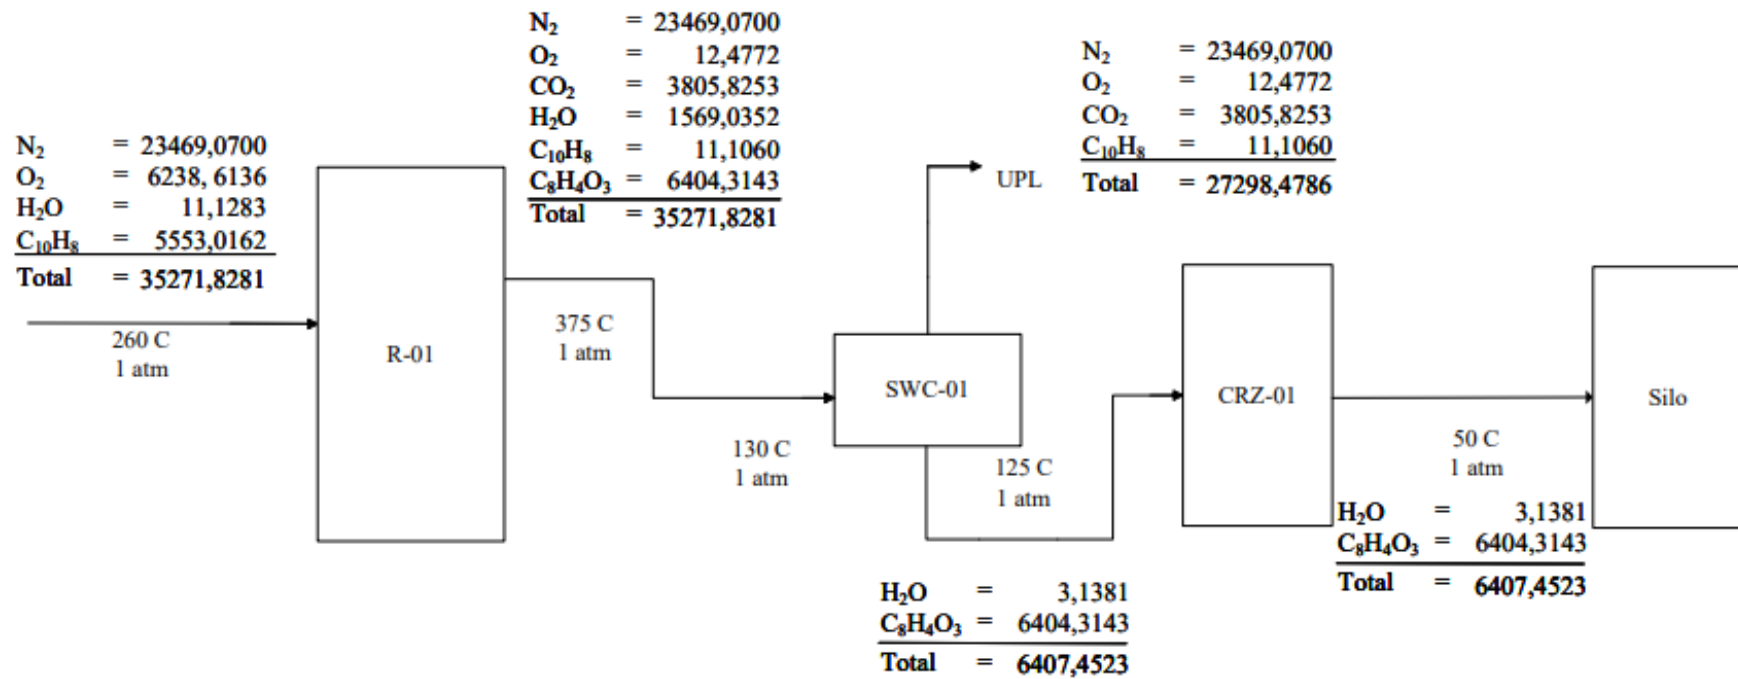 N₂ = 23469,0700
O₂ = 6238, 6136
H₂O = 11,1283
C₁₀H₈ = 5553,0162
Total = 35271,8281
260 C
1 atm
R-01
N₂ = 23469,0700
O₂ = 12,4772
CO₂ = 3805,8253
H₂O = 1569,0352
C₁₀H₈ = 11,1060
C₈H₄O₃ = 6404,3143
Total = 35271,8281
375 C
1 atm
130 C
1 atm
SWC-01
UPL
N₂ = 23469,0700
O₂ = 12,4772
CO₂ = 3805,8253
C₁₀H₈ = 11,1060
Total = 27298,4786
125 C
1 atm
H₂O = 3,1381
C₈H₄O₃ = 6404,3143
Total = 6407,4523
CRZ-01
50 C
1 atm
H₂O = 3,1381
C₈H₄O₃ = 6404,3143
Total = 6407,4523
Silo